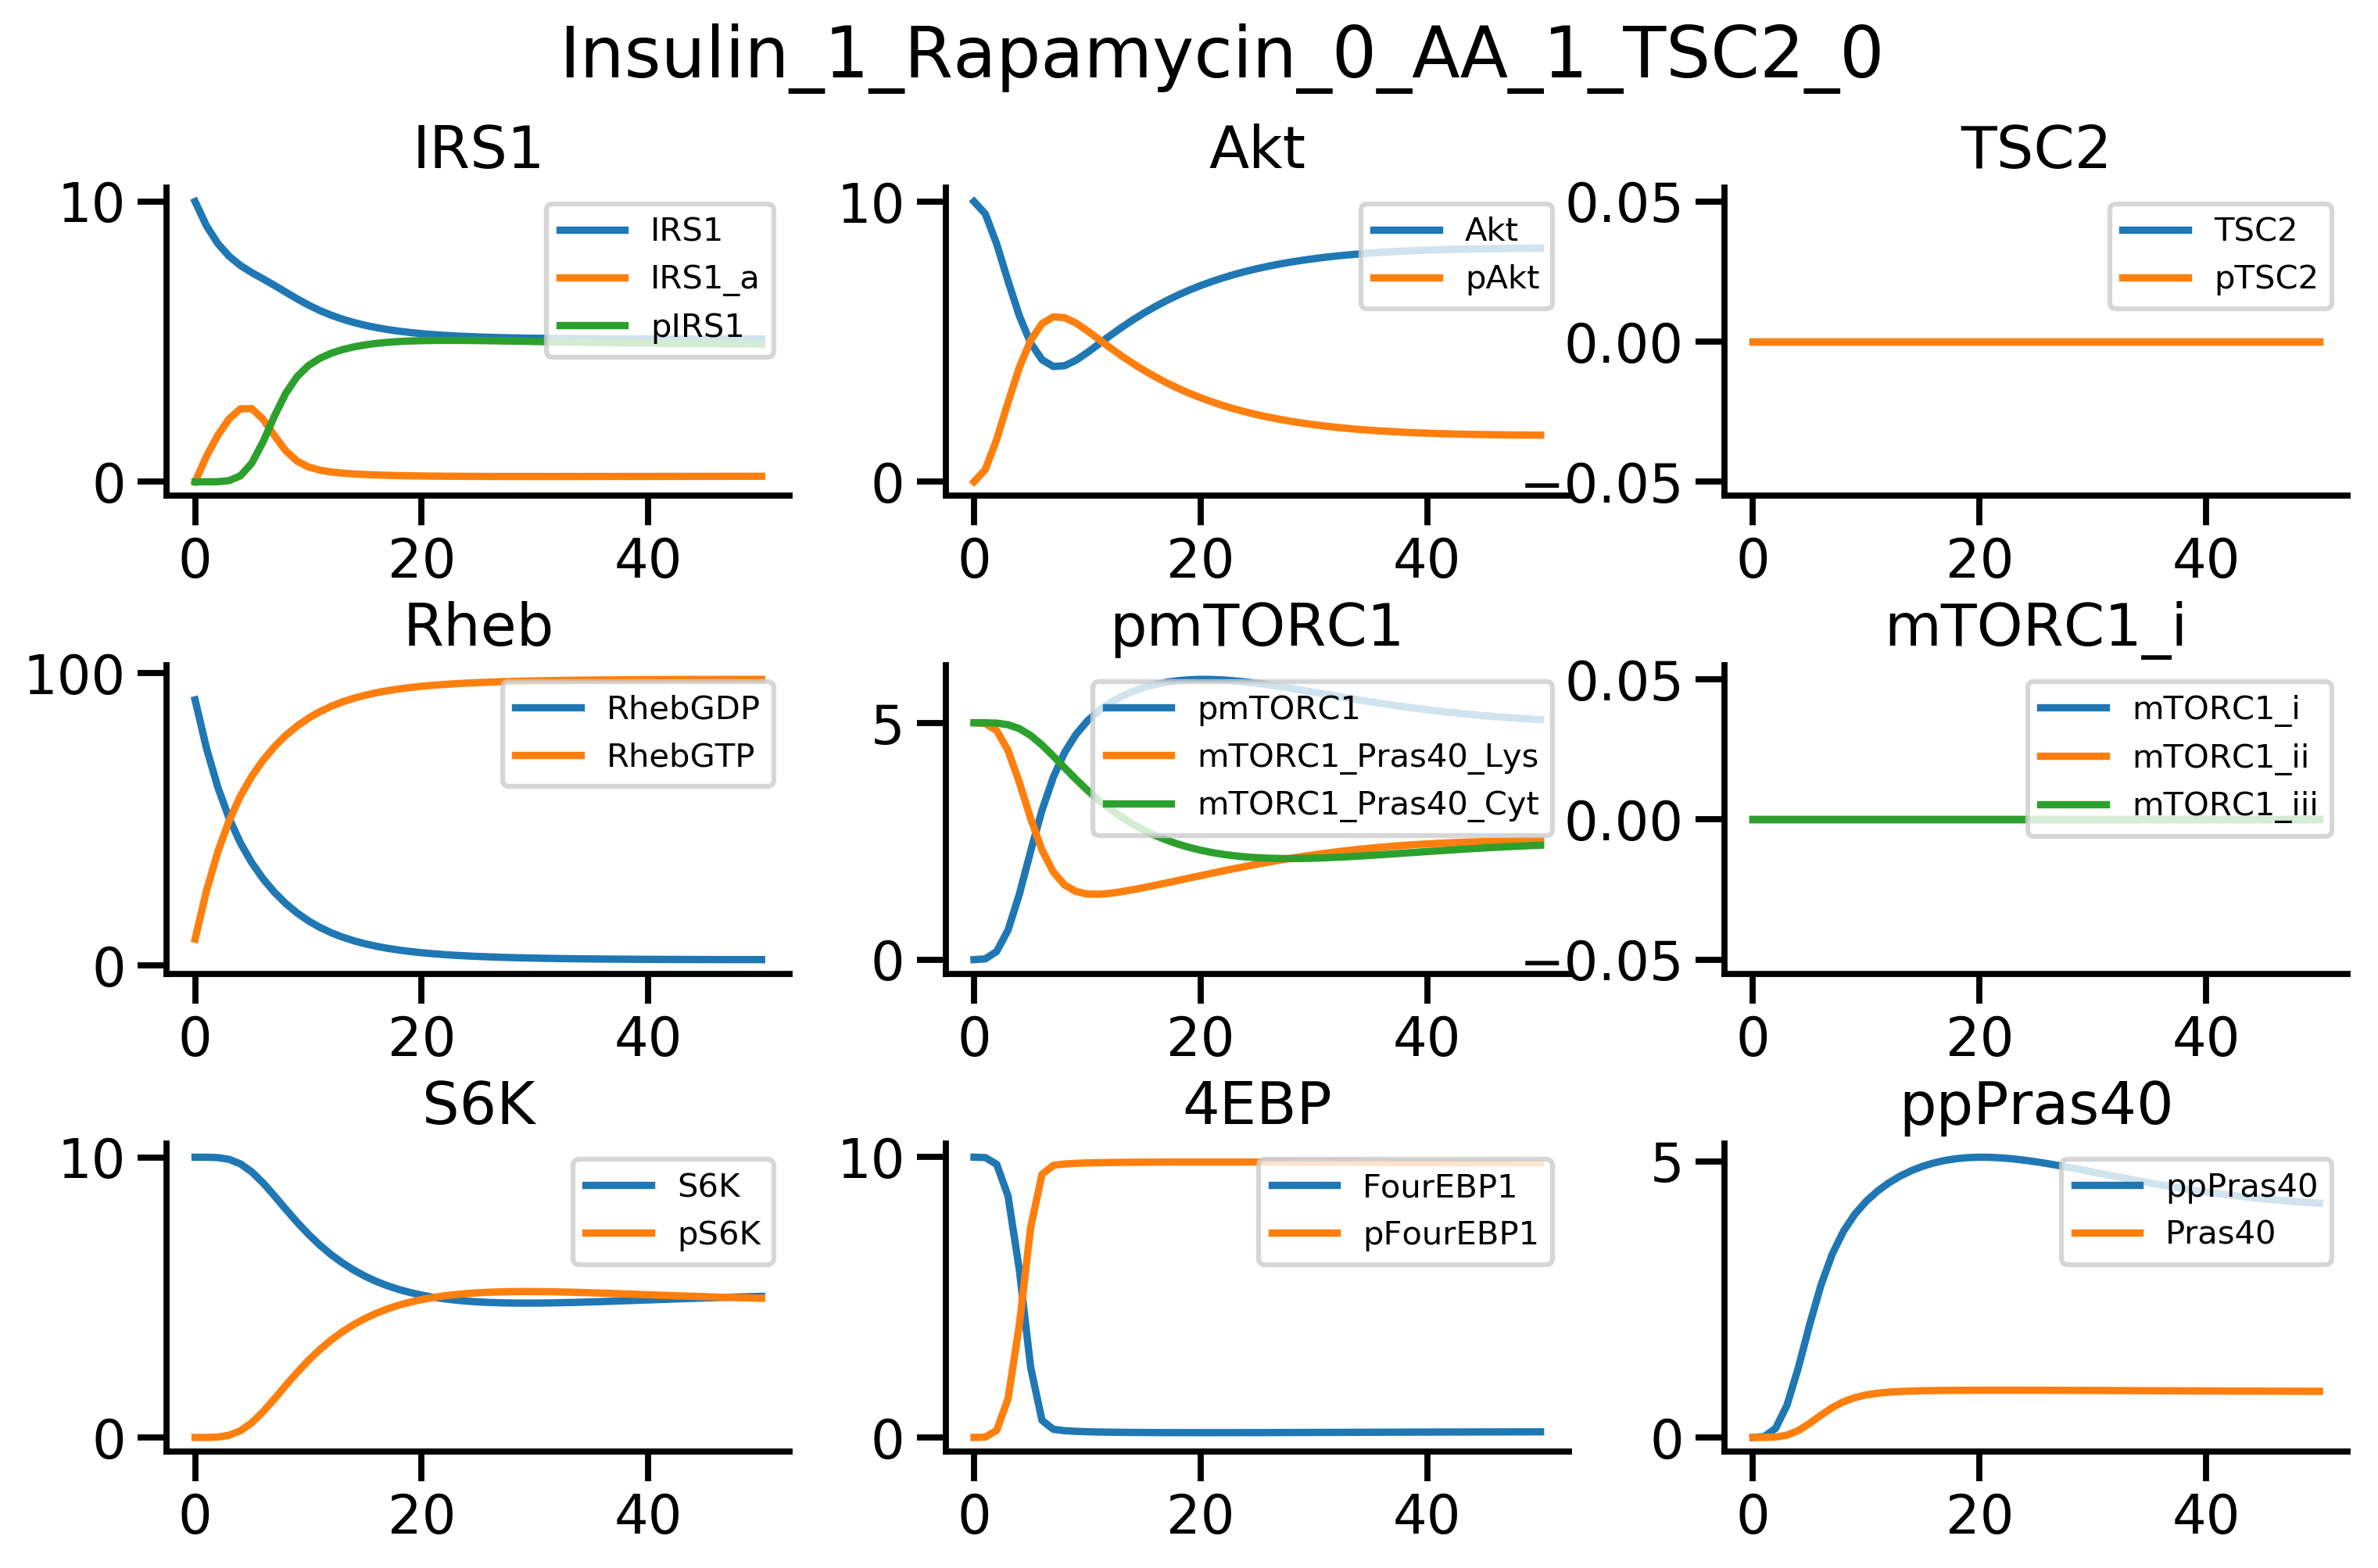 Insulin_1_Rapamycin_0_AA_1_TSC2_0
IRS1
10
0
0
20
40
IRS1
IRS1_a
pIRS1
Akt
10
0
0
20
40
Akt
pAkt
TSC2
0.05
0.00
−0.05
0
20
40
TSC2
pTSC2
Rheb
100
0
0
20
40
RhebGDP
RhebGTP
pmTORC1
5
0
0
20
40
pmTORC1
mTORC1_Pras40_Lys
mTORC1_Pras40_Cyt
mTORC1_i
0.05
0.00
−0.05
0
20
40
mTORC1_i
mTORC1_ii
mTORC1_iii
S6K
10
0
0
20
40
S6K
pS6K
4EBP
10
0
0
20
40
FourEBP1
pFourEBP1
ppPras40
5
0
0
20
40
ppPras40
Pras40